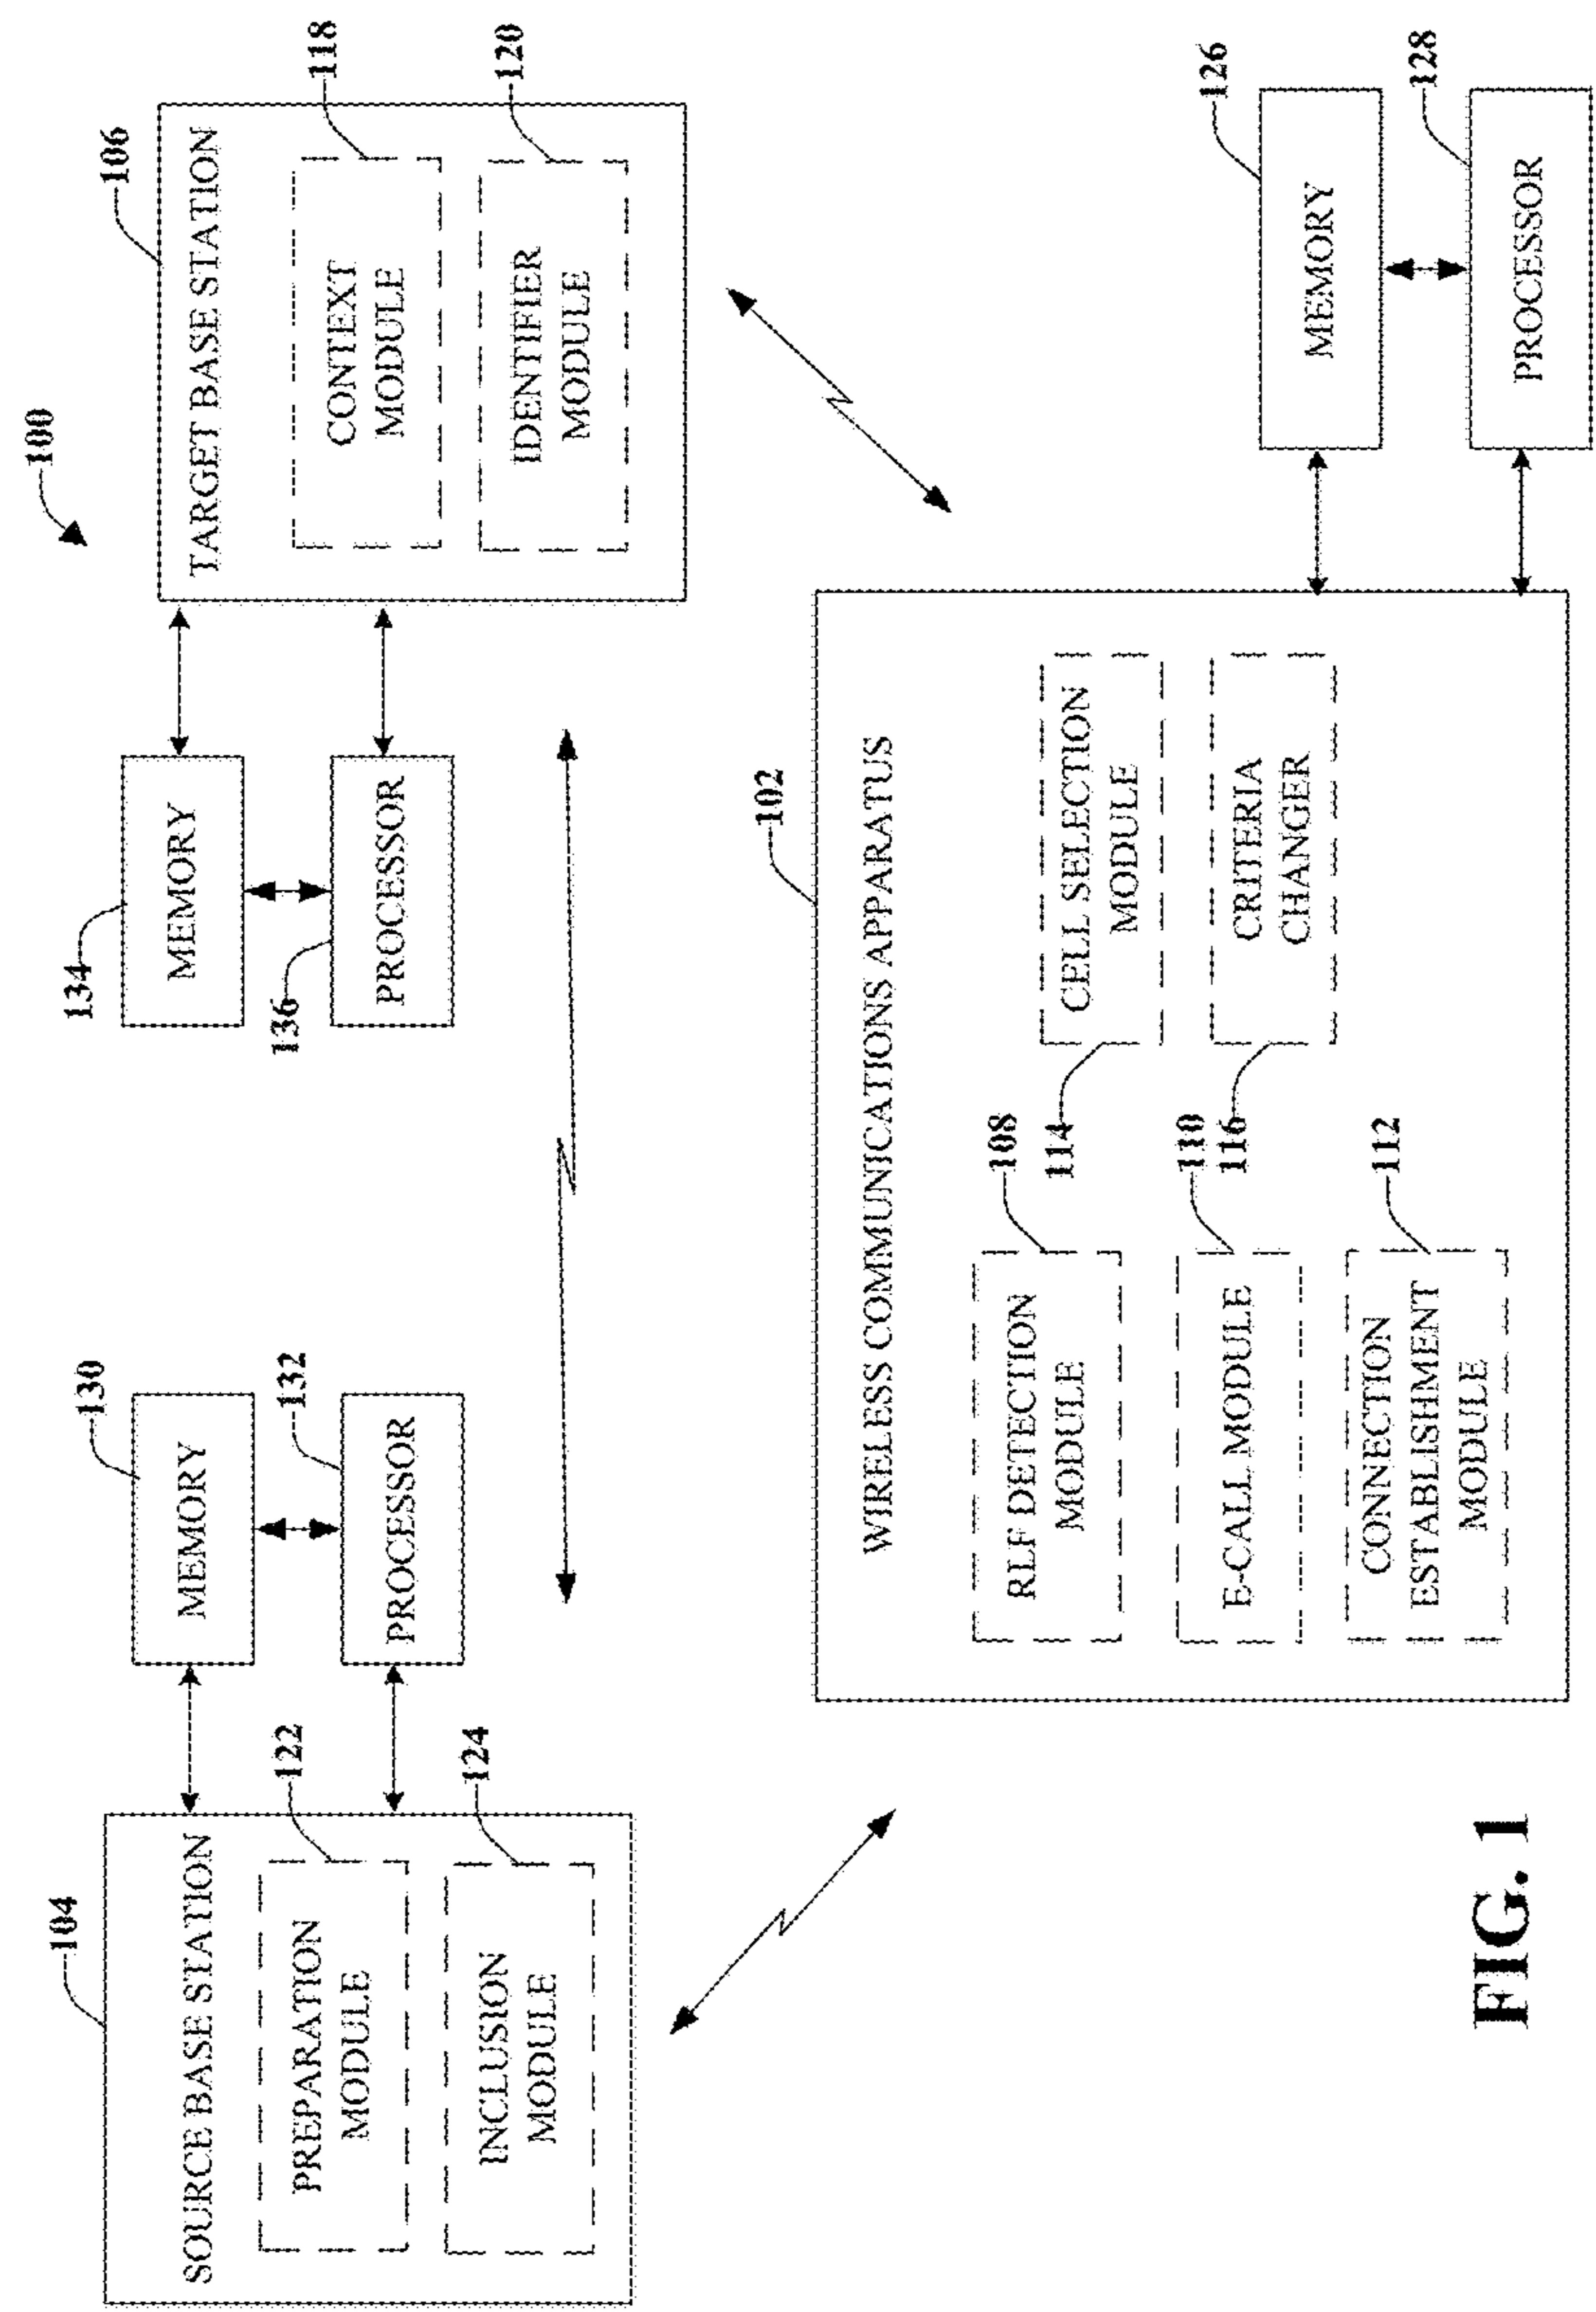 100
104
SOURCE BASE STATION
122
PREPARATION
MODULE
124
INCLUSION
MODULE
130
MEMORY
132
PROCESSOR
134
MEMORY
136
PROCESSOR
106
TARGET BASE STATION
118
CONTEXT
MODULE
120
IDENTIFIER
MODULE
102
WIRELESS COMMUNICATIONS APPARATUS
108
RLF DETECTION
MODULE
114
CELL SELECTION
MODULE
110
E-CALL MODULE
116
CRITERIA
CHANGER
112
CONNECTION
ESTABLISHMENT
MODULE
126
MEMORY
128
PROCESSOR
FIG. 1